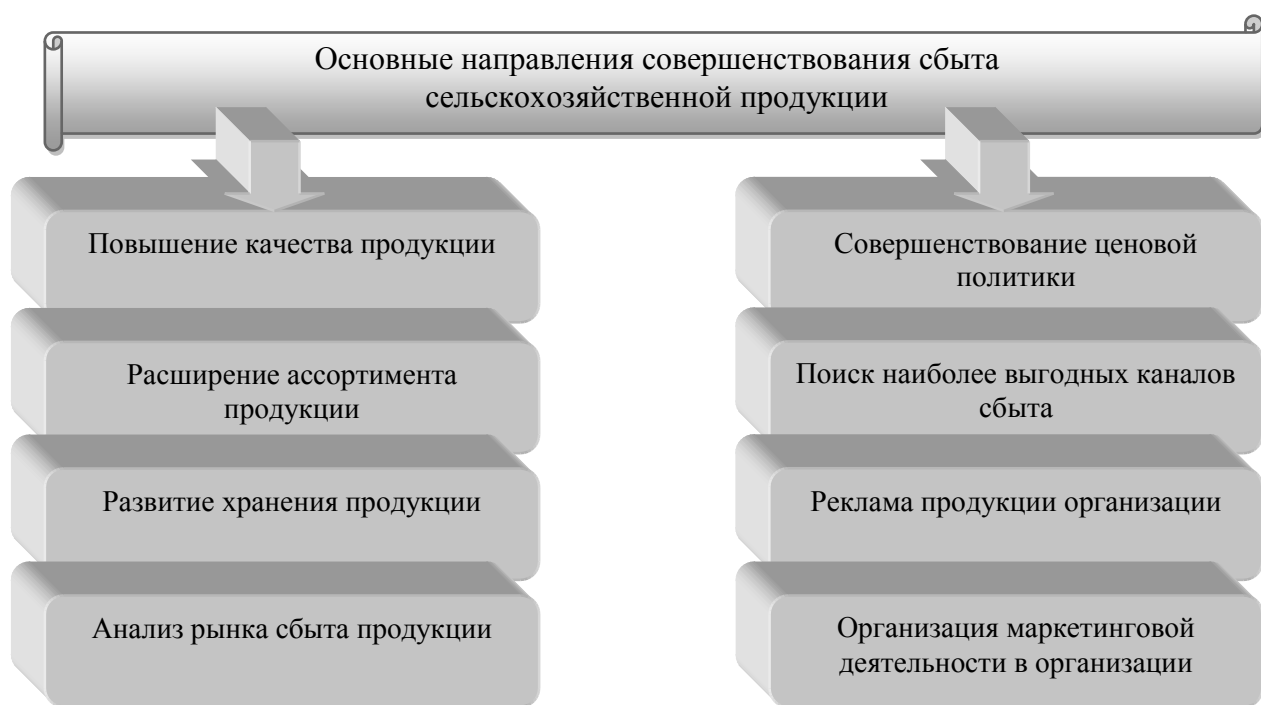 Основные направления совершенствования сбыта
сельскохозяйственной продукции
Повышение качества продукции
Расширение ассортимента
продукции
Развитие хранения продукции
Анализ рынка сбыта продукции
Совершенствование ценовой
политики
Поиск наиболее выгодных каналов
сбыта
Реклама продукции организации
Организация маркетинговой
деятельности в организации